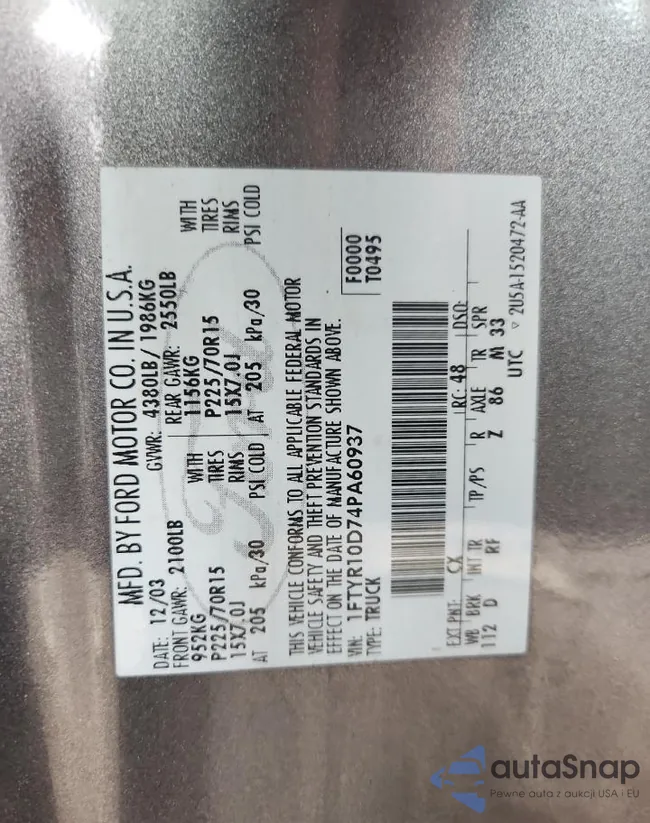 MFD. BY FORD MOTOR CO. IN U.S.A.
DATE: 12/03 GVWR: 4380LB/1986KG
FRONT GAWR: 2100LB REAR GAWR: 2550LB
952KG WITH 1156KG WITH
P225/70R15 TIRES P225/70R15 TIRES
15X7.0J RIMS 15X7.0J RIMS
AT 205 kPa/30 PSI COLD AT 205 kPa/30 PSI COLD
THIS VEHICLE CONFORMS TO ALL APPLICABLE FEDERAL MOTOR
VEHICLE SAFETY AND THEFT PREVENTION STANDARDS IN
EFFECT ON THE DATE OF MANUFACTURE SHOWN ABOVE.
VIN: 1FTYR10D74PA60937 F0000
TYPE: TRUCK T0495
EXT PNT: CX RC: 48 DSO:
WB BRK INT TR TP/PS R AXLE TR SPR
112 D RF Z 86 M 33
UTC ▽ 2U5A-1520472-AA
Ford
autaSnap
Pewne auta z aukcji USA i EU